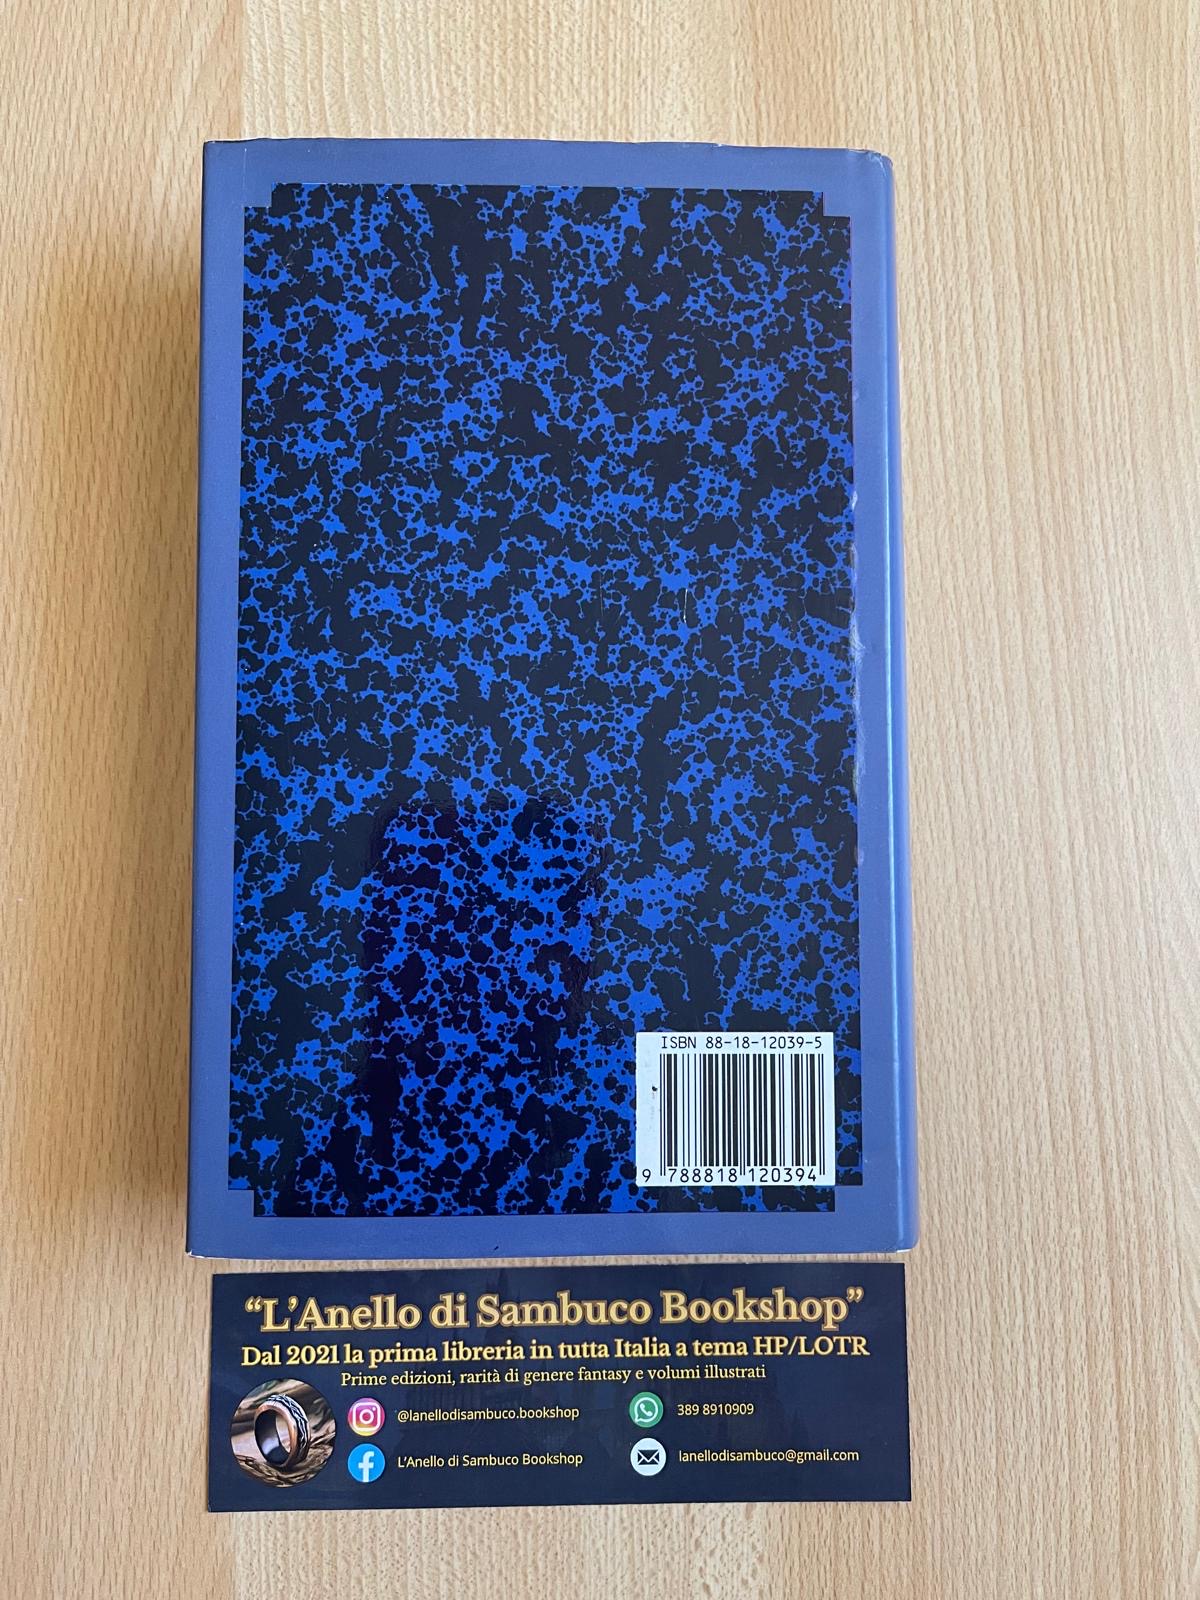 ISBN 88-18-12039-5
9 788818 120394
“L’Anello di Sambuco Bookshop”
Dal 2021 la prima libreria in tutta Italia a tema HP/LOTR
Prime edizioni, rarità di genere fantasy e volumi illustrati
@lanellodisambuco.bookshop
389 8910909
L’Anello di Sambuco Bookshop
lanellodisambuco@gmail.com